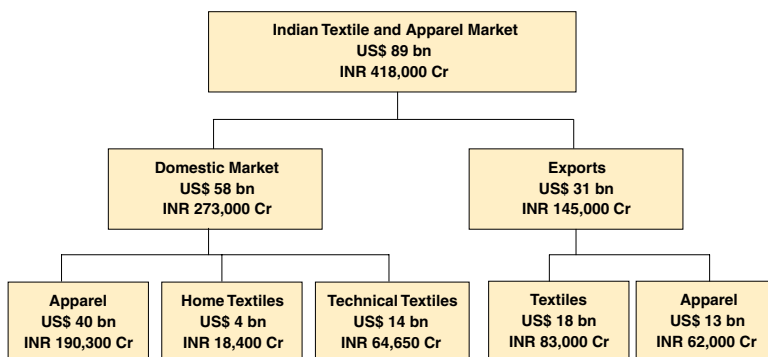 Indian Textile and Apparel Market
US$ 89 bn
INR 418,000 Cr
Domestic Market
US$ 58 bn
INR 273,000 Cr
Exports
US$ 31 bn
INR 145,000 Cr
Apparel
US$ 40 bn
INR 190,300 Cr
Home Textiles
US$ 4 bn
INR 18,400 Cr
Technical Textiles
US$ 14 bn
INR 64,650 Cr
Textiles
US$ 18 bn
INR 83,000 Cr
Apparel
US$ 13 bn
INR 62,000 Cr